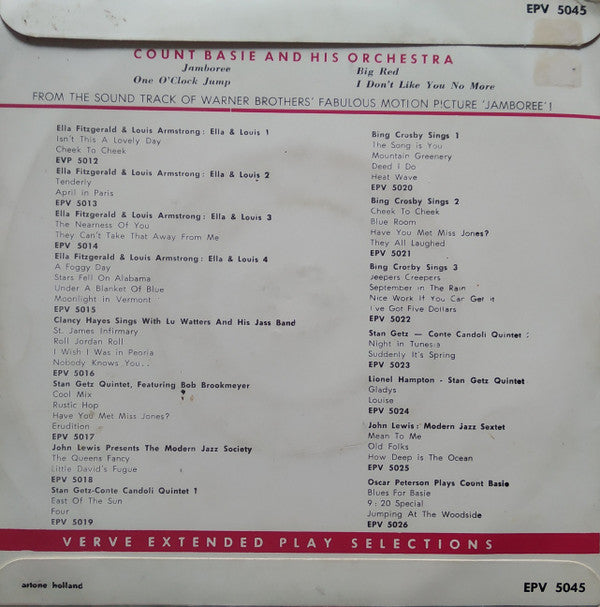 EPV 5045
COUNT BASIE AND HIS ORCHESTRA
Jamboree Big Red
One O'Clock Jump I Don't Like You No More
FROM THE SOUND TRACK OF WARNER BROTHERS' FABULOUS MOTION PICTURE 'JAMBOREE'!
Ella Fitzgerald & Louis Armstrong: Ella & Louis 1
Isn't This A Lovely Day
Cheek To Cheek
EVP 5012
Ella Fitzgerald & Louis Armstrong: Ella & Louis 2
Tenderly
April in Paris
EPV 5013
Ella Fitzgerald & Louis Armstrong: Ella & Louis 3
The Nearness Of You
They Can't Take That Away From Me
EPV 5014
Ella Fitzgerald & Louis Armstrong: Ella & Louis 4
A Foggy Day
Stars Fell On Alabama
Under A Blanket Of Blue
Moonlight in Vermont
EPV 5015
Clancy Hayes Sings With Lu Watters And His Jass Band
St. James Infirmary
Roll Jordan Roll
I Wish I Was in Peoria
Nobody Knows You..
EPV 5016
Stan Getz Quintet, Featuring Bob Brookmeyer
Cool Mix
Rustic Hop
Have You Met Miss Jones?
Erudition
EPV 5017
John Lewis Presents The Modern Jazz Society
The Queens Fancy
Little David's Fugue
EPV 5018
Stan Getz-Conte Candoli Quintet 1
East Of The Sun
Four
EPV 5019
Bing Crosby Sings 1
The Song is You
Mountain Greenery
Deed I Do
Heat Wave
EPV 5020
Bing Crosby Sings 2
Cheek To Cheek
Blue Room
Have You Met Miss Jones?
They All Laughed
EPV 5021
Bing Crosby Sings 3
Jeepers Creepers
September in The Rain
Nice Work If You Can Get it
I've Got Five Dollars
EPV 5022
Stan Getz — Conte Candoli Quintet
Night in Tunesia
Suddenly It's Spring
EPV 5023
Lionel Hampton - Stan Getz Quintet
Gladys
Louise
EPV 5024
John Lewis: Modern Jazz Sextet
Mean To Me
Old Folks
How Deep is The Ocean
EPV 5025
Oscar Peterson Plays Count Basie
Blues For Basie
9:20 Special
Jumping At The Woodside
EPV 5026
VERVE EXTENDED PLAY SELECTIONS
artone holland EPV 5045